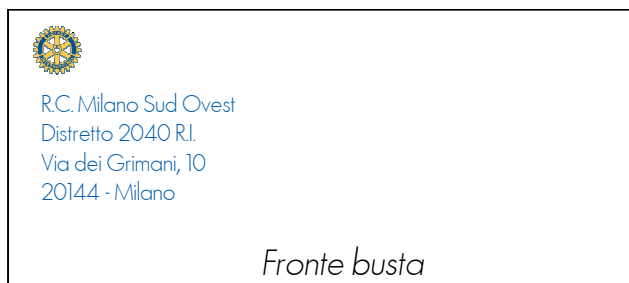 R.C. Milano Sud Ovest
Distretto 2040 R.I.
Via dei Grimani, 10
20144 - Milano
Fronte busta